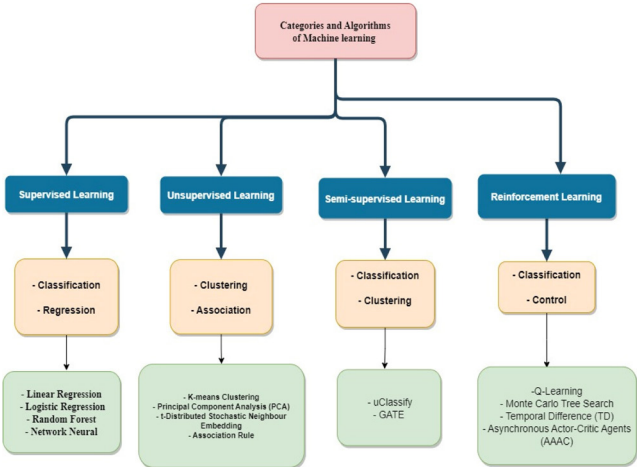 Categories and Algorithms
of Machine learning
Supervised Learning
Unsupervised Learning
Semi-supervised Learning
Reinforcement Learning
- Classification
- Regression
- Clustering
- Association
- Classification
- Clustering
- Classification
- Control
- Linear Regression
- Logistic Regression
- Random Forest
- Network Neural
- K-means Clustering
- Principal Component Analysis (PCA)
- t-Distributed Stochastic Neighbour
Embedding
- Association Rule
- uClassify
- GATE
-Q-Learning
- Monte Carlo Tree Search
- Temporal Difference (TD)
- Asynchronous Actor-Critic Agents
(AAAC)